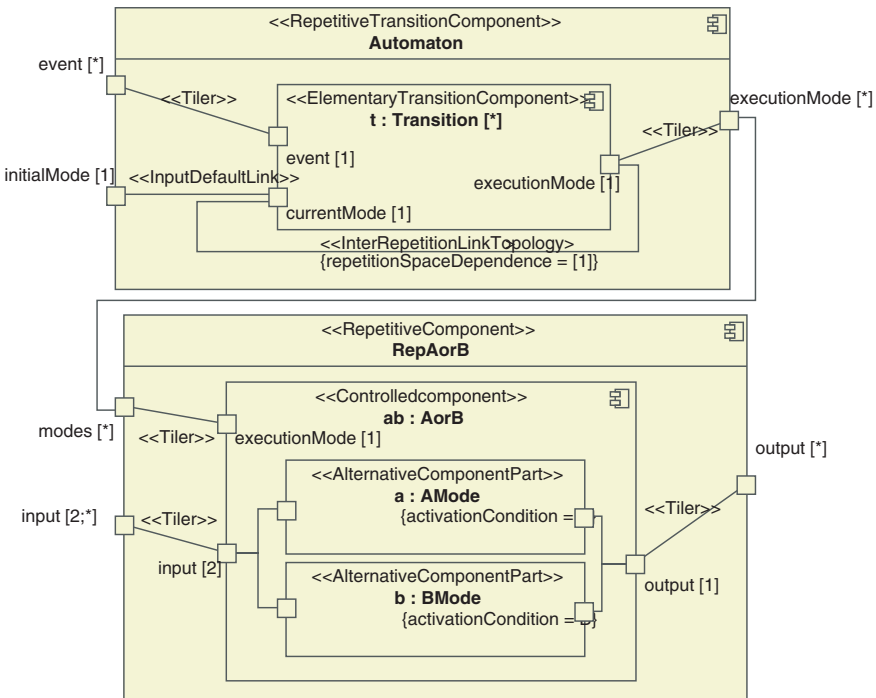 <<RepetitiveTransitionComponent>>
Automaton
event [*]
<<Tiler>>
<<ElementaryTransitionComponent>>
t : Transition [*]
executionMode [*]
<<Tiler>>
event [1]
initialMode [1]
<<InputDefaultLink>>
executionMode [1]
currentMode [1]
<<InterRepetitionLinkTopology>
{repetitionSpaceDependence = [1]}
<<RepetitiveComponent>>
RepAorB
<<Controlledcomponent>>
ab : AorB
modes [*]
<<Tiler>>
executionMode [1]
output [*]
<<AlternativeComponentPart>>
a : AMode
{activationCondition =
input [2;*]
<<Tiler>>
<<Tiler>>
input [2]
<<AlternativeComponentPart>>
b : BMode
{activationCondition =
output [1]